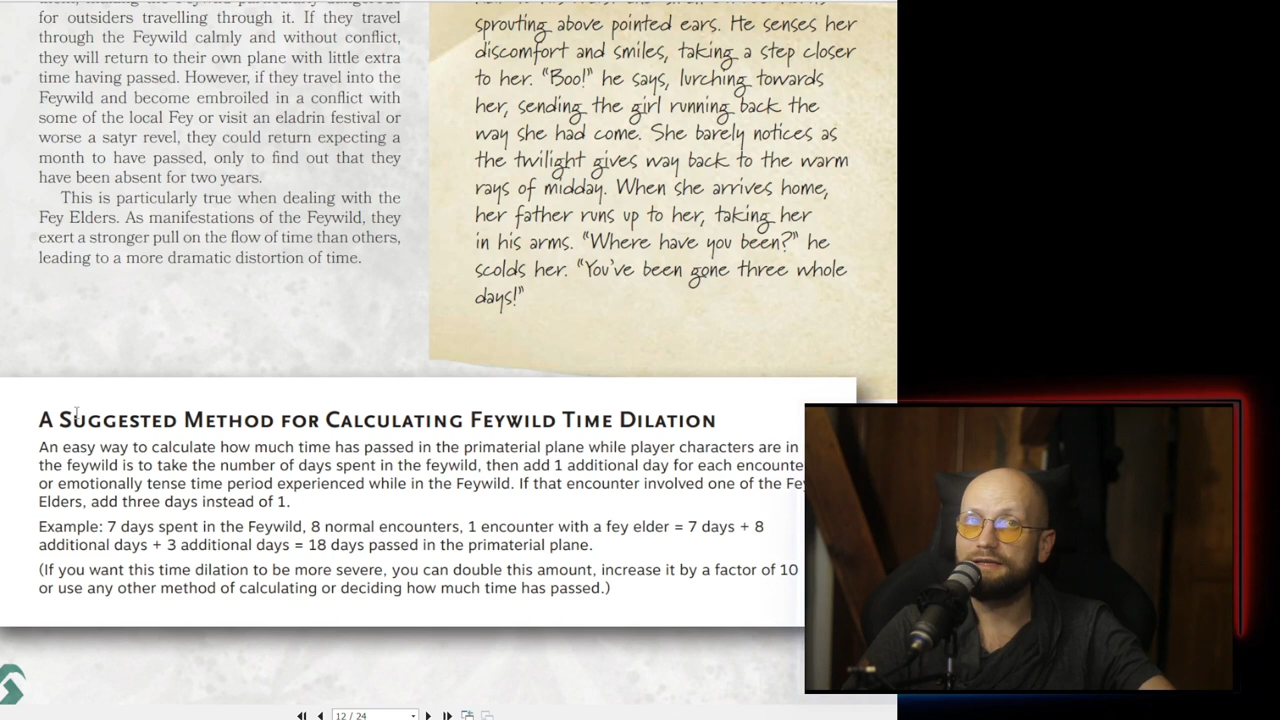 for outsiders travelling through it. If they travel
through the Feywild calmly and without conflict,
they will return to their own plane with little extra
time having passed. However, if they travel into the
Feywild and become embroiled in a conflict with
some of the local Fey or visit an eladrin festival or
worse a satyr revel, they could return expecting a
month to have passed, only to find out that they
have been absent for two years.
This is particularly true when dealing with the
Fey Elders. As manifestations of the Feywild, they
exert a stronger pull on the flow of time than others,
leading to a more dramatic distortion of time.
sprouting above pointed ears. He senses her
discomfort and smiles, taking a step closer
to her. "Boo!" he says, lurching towards
her, sending the girl running back the
way she had come. She barely notices as
the twilight gives way back to the warm
rays of midday. When she arrives home,
her father runs up to her, taking her
in his arms. "Where have you been?" he
scolds her. "You've been gone three whole
days!"
A Suggested Method for Calculating Feywild Time Dilation
An easy way to calculate how much time has passed in the primaterial plane while player characters are in
the feywild is to take the number of days spent in the feywild, then add 1 additional day for each encounte
or emotionally tense time period experienced while in the Feywild. If that encounter involved one of the Fe
Elders, add three days instead of 1.
Example: 7 days spent in the Feywild, 8 normal encounters, 1 encounter with a fey elder = 7 days + 8
additional days + 3 additional days = 18 days passed in the primaterial plane.
(If you want this time dilation to be more severe, you can double this amount, increase it by a factor of 10
or use any other method of calculating or deciding how much time has passed.)
12 / 24